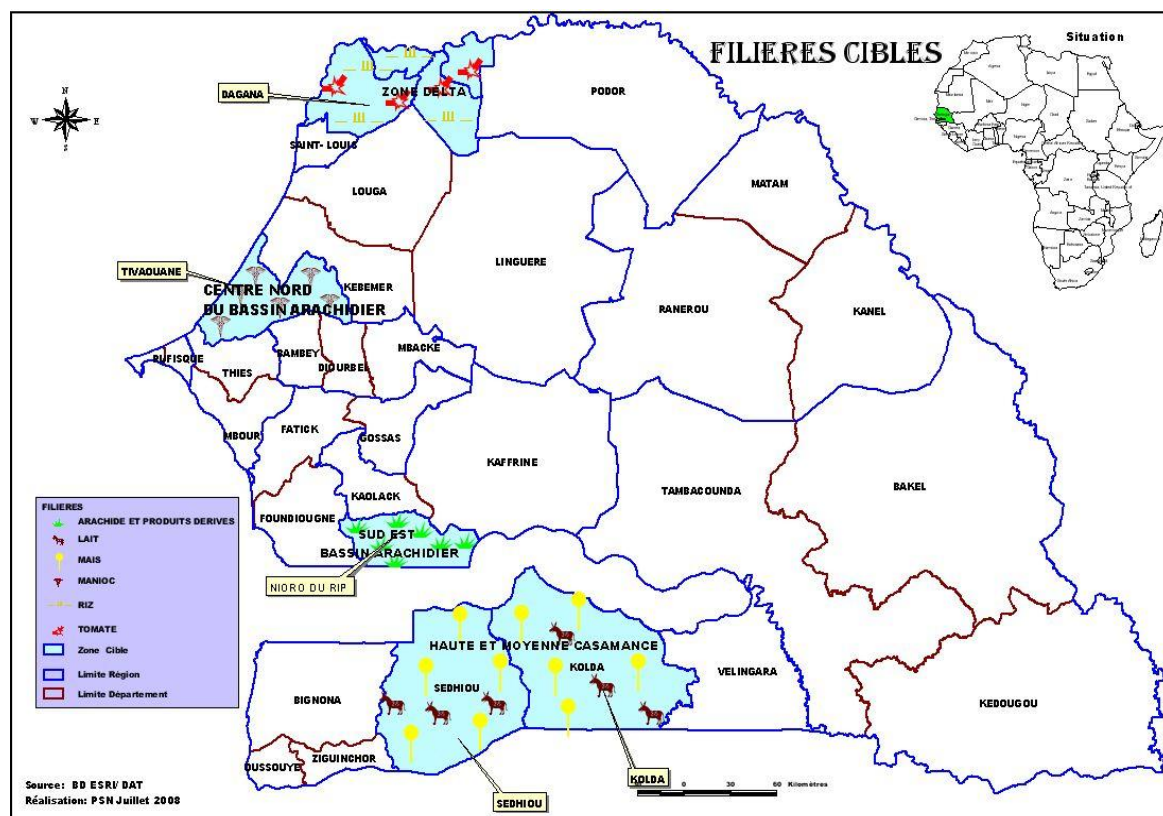 FILIERES CIBLES
Situation
DAGANA
ZONE DELTA
PODOR
SAINT- LOUIS
LOUGA
MATAM
TIVAOUANE
CENTRE NORD
DU BASSIN ARACHIDIER
KEBEMER
LINGUERE
RANEROU
KANEL
RUFISQUE
THIES
BAMBEY
DIOURBEL
MBACKE
MBOUR
FATICK
GOSSAS
KAFFRINE
TAMBACOUNDA
BAKEL
KAOLACK
FOUNDIOUGNE
SUD EST
BASSIN ARACHIDIER
NIORO DU RIP
FILIERES
ARACHIDE ET PRODUITS DERIVES
LAIT
MAIS
MANIOC
RIZ
TOMATE
Zone Cible
Limite Région
Limite Département
HAUTE ET MOYENNE CASAMANCE
KOLDA
SEDHIOU
VELINGARA
BIGNONA
KEDOUGOU
OUSSOUYE
ZIGUINCHOR
KOLDA
SEDHIOU
0 30 60 Kilomètres
Source: BD ESRI/ DAT
Réalisation: PSN Juillet 2008
N
W E
S